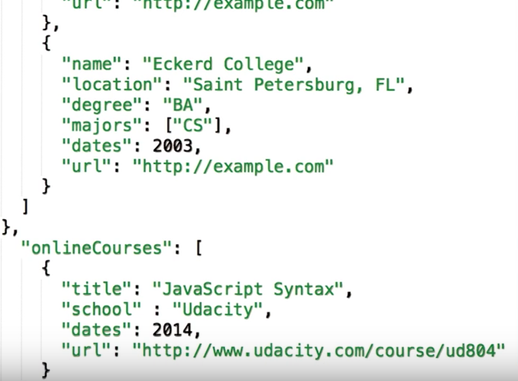 "url": "http://example.com"
},
{
"name": "Eckerd College",
"location": "Saint Petersburg, FL",
"degree": "BA",
"majors": ["CS"],
"dates": 2003,
"url": "http://example.com"
}
]
},
"onlineCourses": [
{
"title": "JavaScript Syntax",
"school" : "Udacity",
"dates": 2014,
"url": "http://www.udacity.com/course/ud804"
}